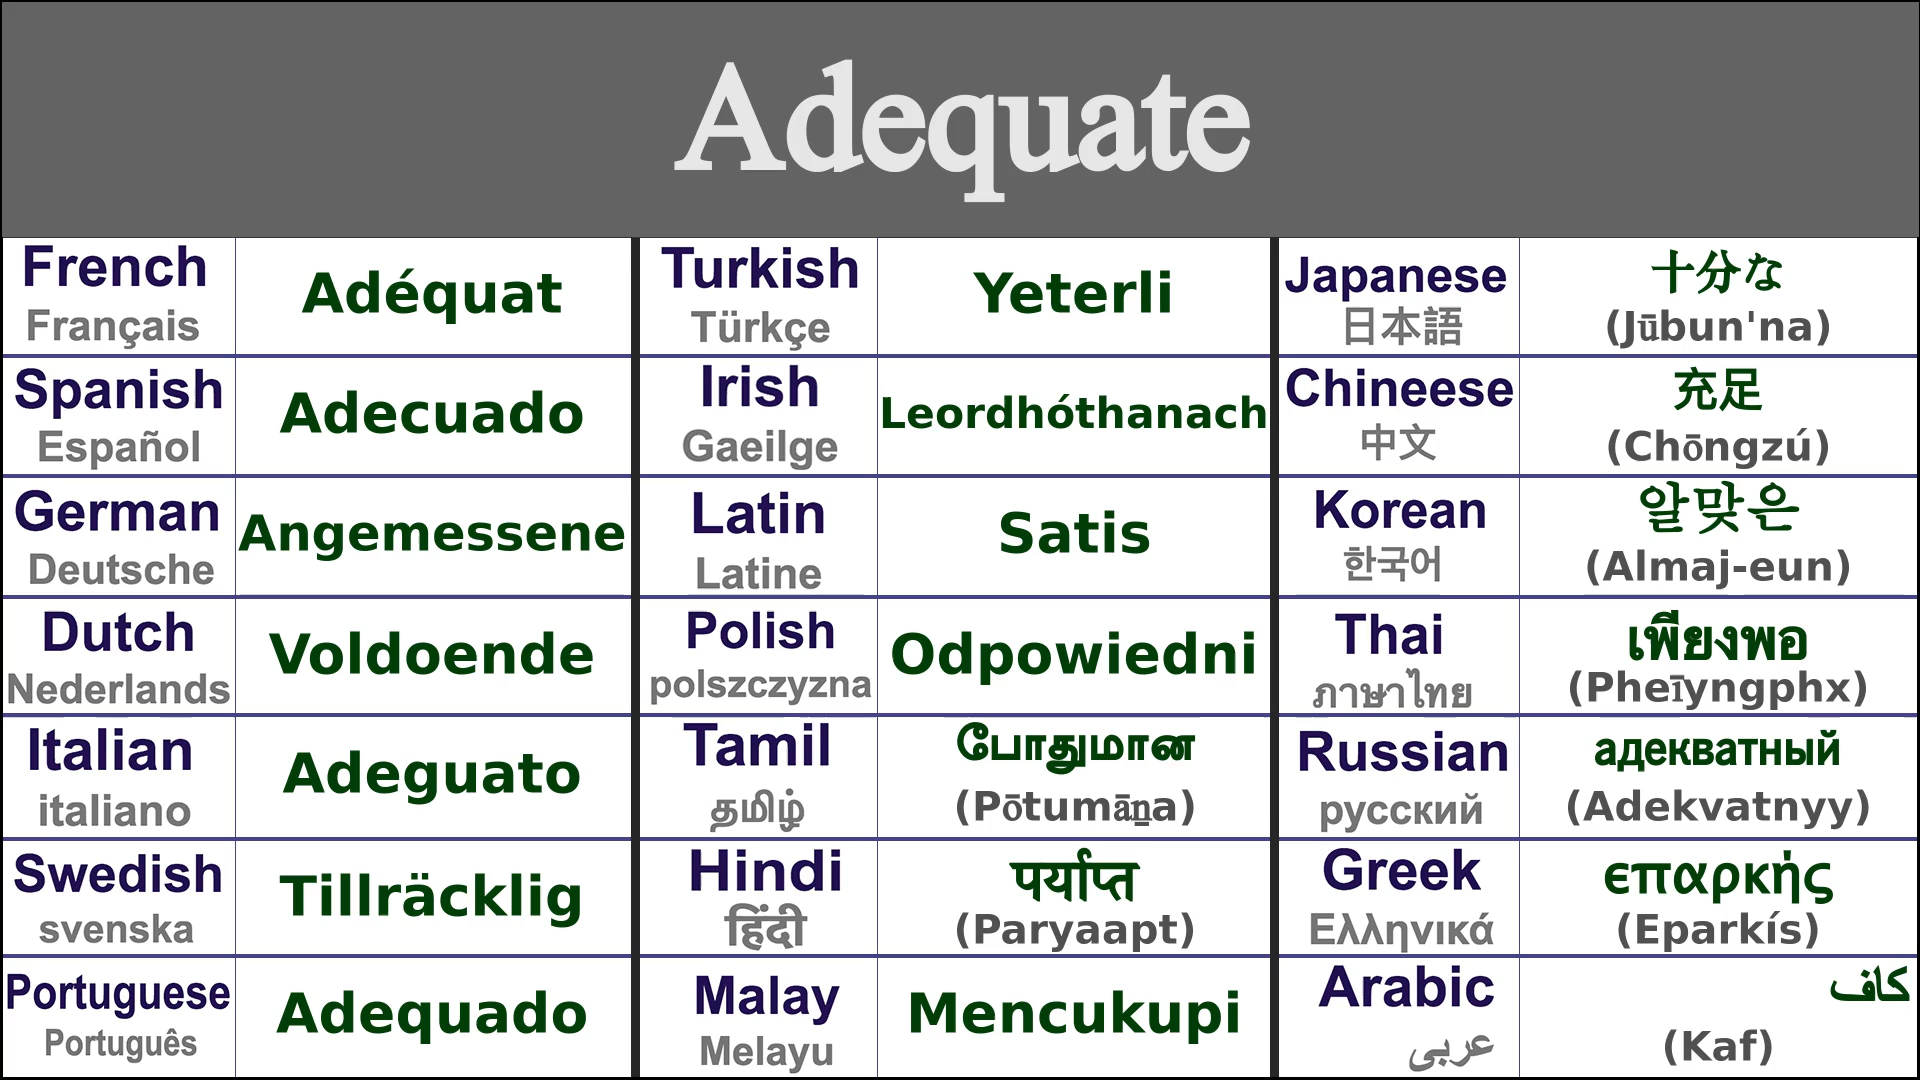 Adequate
French
Français
Adéquat
Turkish
Türkçe
Yeterli
Japanese
日本語
十分な
(Jūbun'na)
Spanish
Español
Adecuado
Irish
Gaeilge
Leordhóthanach
Chineese
中文
充足
(Chōngzú)
German
Deutsche
Angemessene
Latin
Latine
Satis
Korean
한국어
알맞은
(Almaj-eun)
Dutch
Nederlands
Voldoende
Polish
polszczyzna
Odpowiedni
Thai
ภาษาไทย
เพียงพอ
(Pheīyngphx)
Italian
italiano
Adeguato
Tamil
தமிழ்
போதுமான
(Pōtumāṉa)
Russian
русский
адекватный
(Adekvatnyy)
Swedish
svenska
Tillräcklig
Hindi
हिंदी
पर्याप्त
(Paryaapt)
Greek
Ελληνικά
επαρκής
(Eparkís)
Portuguese
Português
Adequado
Malay
Melayu
Mencukupi
Arabic
عربى
كاف
(Kaf)